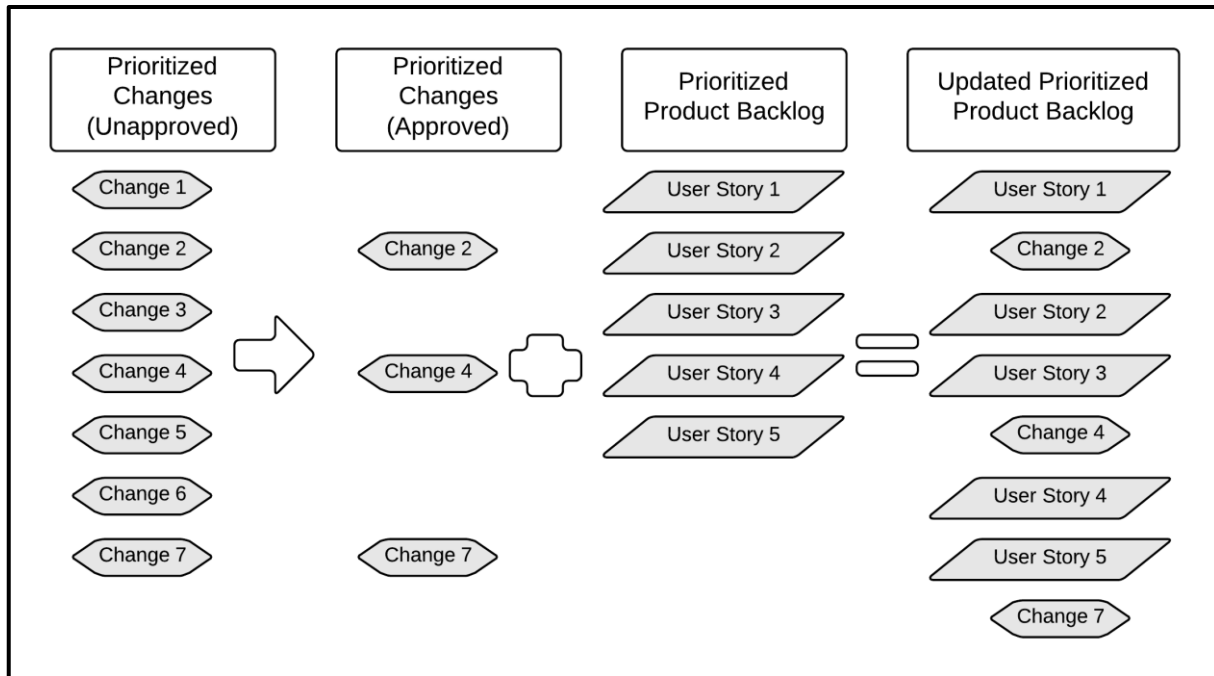 Prioritized
Changes
(Unapproved)
Prioritized
Changes
(Approved)
Prioritized
Product Backlog
Updated Prioritized
Product Backlog
Change 1
Change 2
Change 3
Change 4
Change 5
Change 6
Change 7
Change 2
Change 4
Change 7
User Story 1
User Story 2
User Story 3
User Story 4
User Story 5
User Story 1
Change 2
User Story 2
User Story 3
Change 4
User Story 4
User Story 5
Change 7